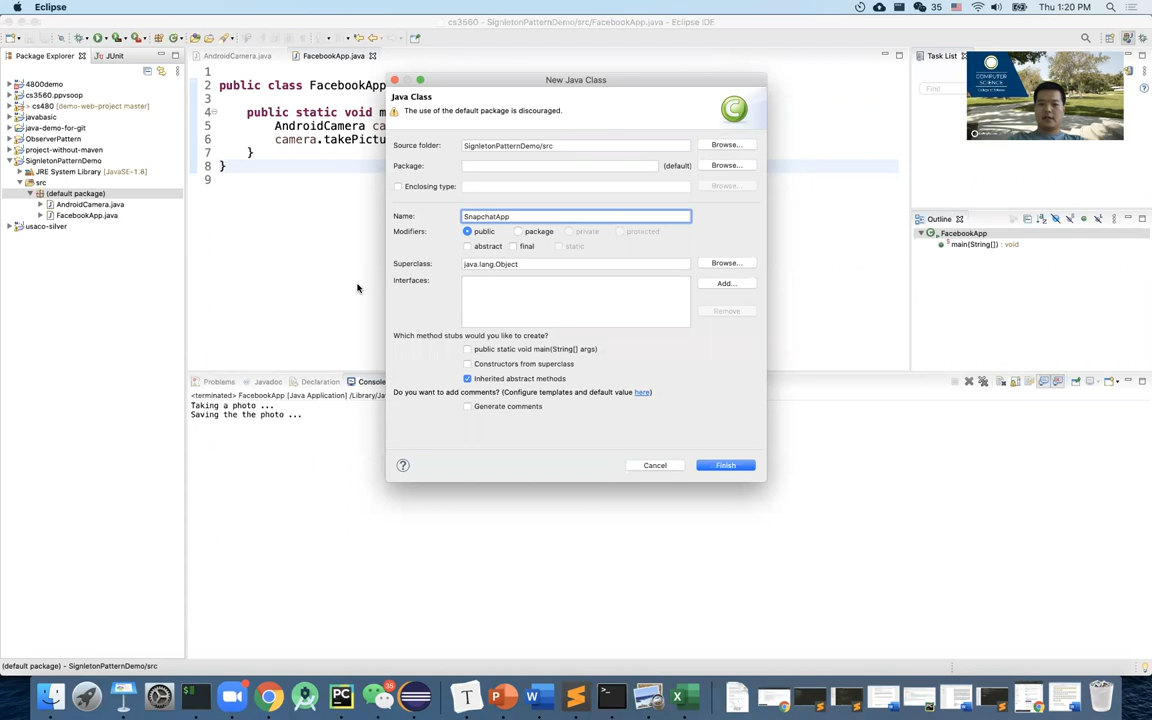 Eclipse
35
Thu 1:20 PM
cs3560 - SignletonPatternDemo/src/FacebookApp.java - Eclipse IDE
Package Explorer
JUnit
AndroidCamera.java
FacebookApp.java
Task List
Find
COMPUTER
SCIENCE
4800demo
cs3560.ppvsoop
> cs480 [demo-web-project master]
javabasic
java-demo-for-git
ObserverPattern
project-without-maven
SignletonPatternDemo
JRE System Library [JavaSE-1.8]
src
(default package)
AndroidCamera.java
FacebookApp.java
usaco-silver
1
2 public class FacebookApp
3
4 public static void m
5 AndroidCamera ca
6 camera.takePictu
7 }
8 }
9
New Java Class
Java Class
The use of the default package is discouraged.
Source folder: SignletonPatternDemo/src Browse...
Package: (default) Browse...
Enclosing type: Browse...
Name: SnapchatApp
Modifiers: public package private protected
abstract final static
Superclass: java.lang.Object Browse...
Interfaces: Add...
Remove
Which method stubs would you like to create?
public static void main(String[] args)
Constructors from superclass
Inherited abstract methods
Do you want to add comments? (Configure templates and default value here)
Generate comments
Cancel Finish
Outline
FacebookApp
main(String[]) : void
Problems
Javadoc
Declaration
Console
<terminated> FacebookApp [Java Application] /Library/Ja
Taking a photo ...
Saving the the photo ...
(default package) - SignletonPatternDemo/src